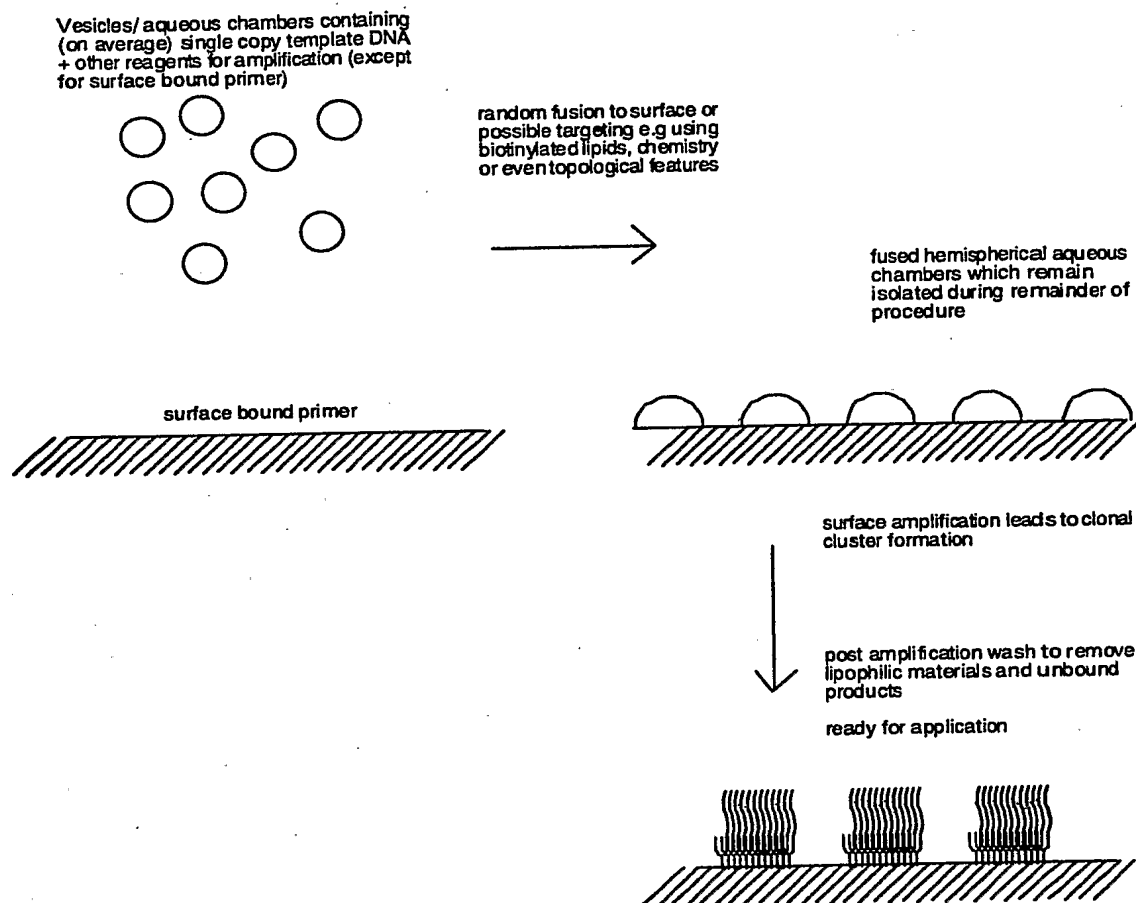 Vesicles/ aqueous chambers containing
(on average) single copy template DNA
+ other reagents for amplification (except
for surface bound primer)
random fusion to surface or
possible targeting e.g using
biotinylated lipids, chemistry
or even topological features
fused hemispherical aqueous
chambers which remain
isolated during remainder of
procedure
surface bound primer
surface amplification leads to clonal
cluster formation
post amplification wash to remove
lipophilic materials and unbound
products
ready for application